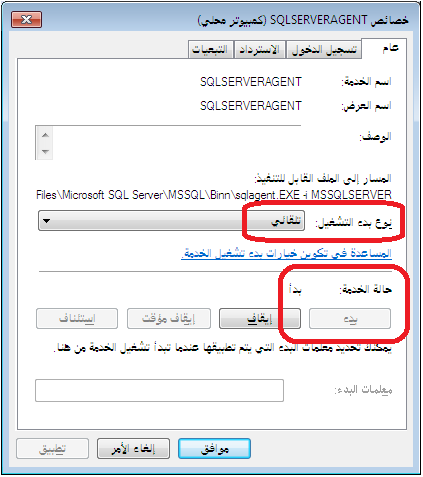 خصائص SQLSERVERAGENT (كمبيوتر محلي)
عام تسجيل الدخول الاسترداد التبعيات
اسم الخدمة: SQLSERVERAGENT
اسم العرض: SQLSERVERAGENT
الوصف:
المسار إلى الملف القابل للتنفيذ:
Files\Microsoft SQL Server\MSSQL\Binn\sqlagent.EXE -i MSSQLSERVER
نوع بدء التشغيل: تلقائي
المساعدة في تكوين خيارات بدء تشغيل الخدمة.
حالة الخدمة: بدأ
بدء إيقاف إيقاف مؤقت استئناف
يمكنك تحديد معلمات البدء التي يتم تطبيقها عندما تبدأ تشغيل الخدمة من هنا.
معلمات البدء:
موافق إلغاء الأمر تطبيق